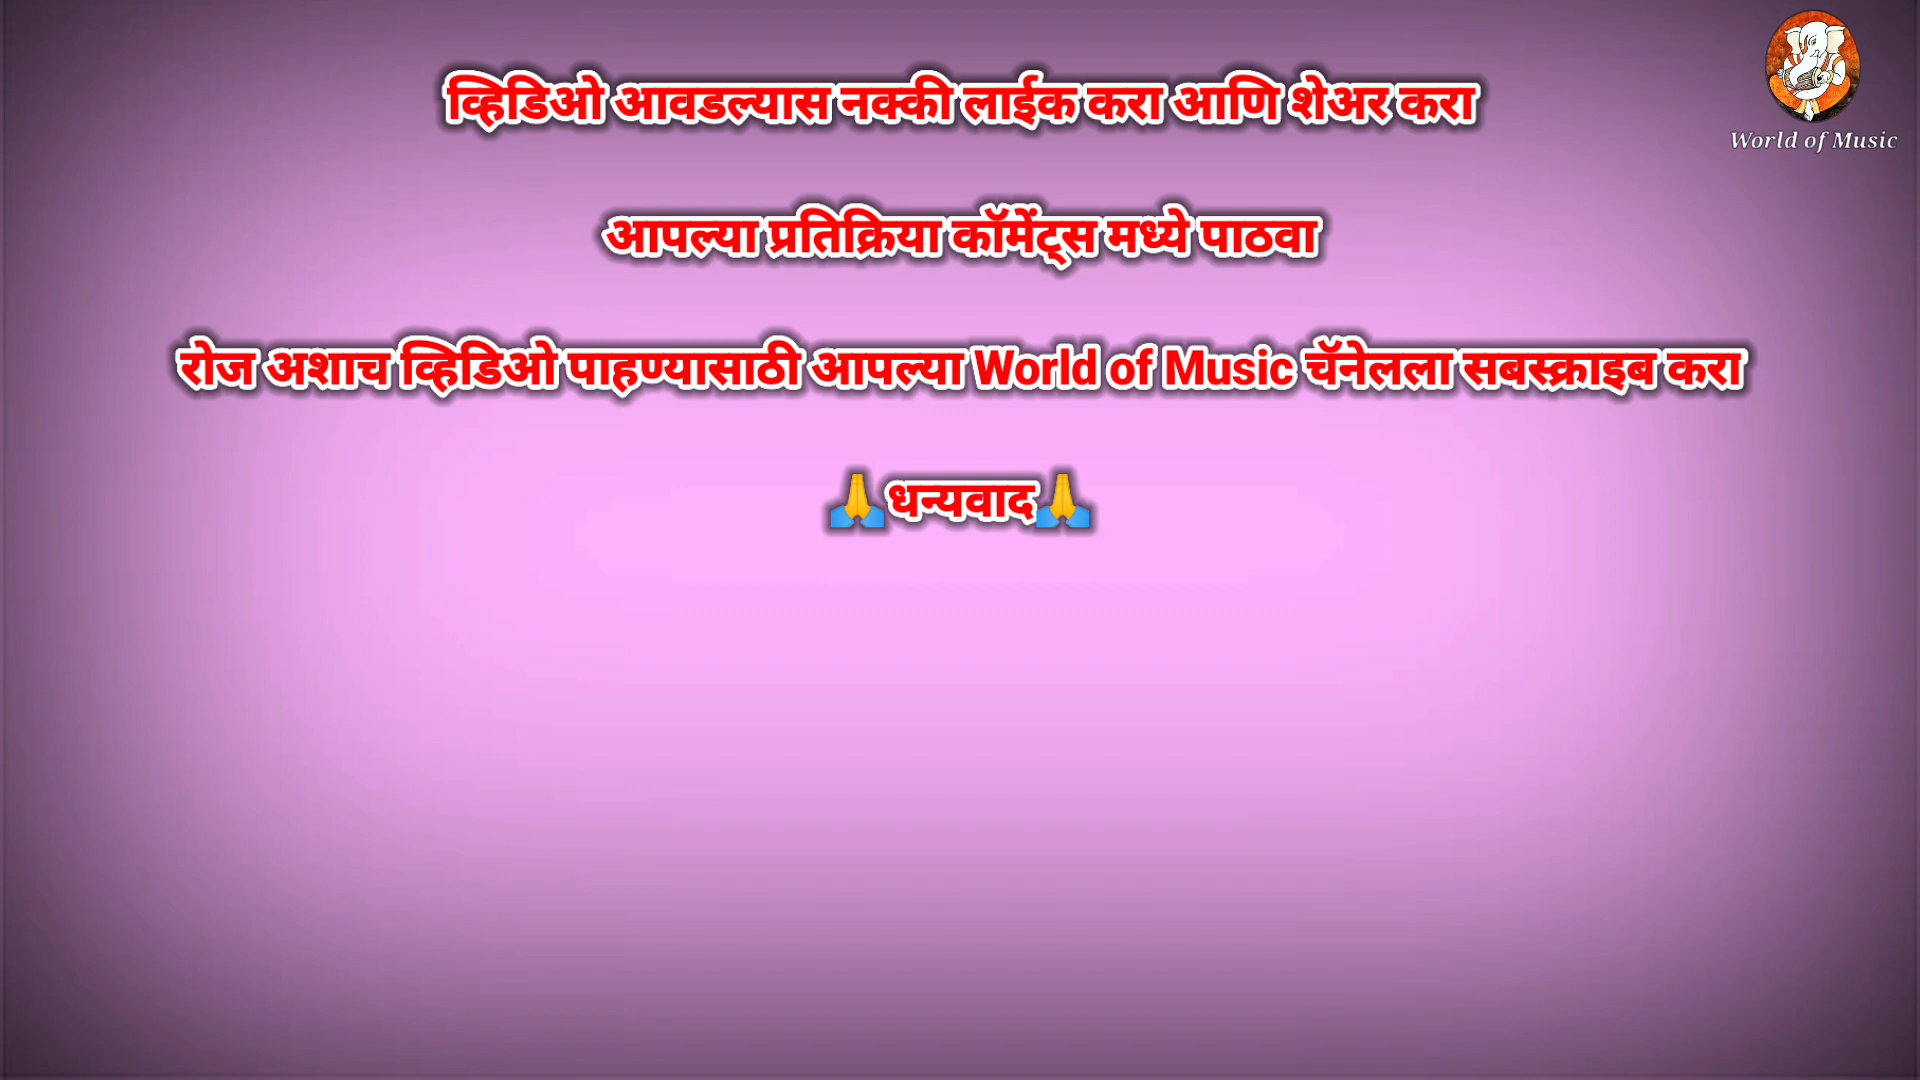 World of Music
व्हिडिओ आवडल्यास नक्की लाईक करा आणि शेअर करा
आपल्या प्रतिक्रिया कॉमेंट्स मध्ये पाठवा
रोज अशाच व्हिडिओ पाहण्यासाठी आपल्या World of Music चॅनेलला सबस्क्राइब करा
🙏धन्यवाद🙏